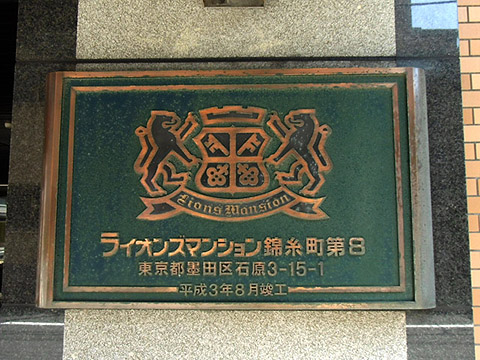 Lions Mansion
ライオンズマンション錦糸町第8
東京都墨田区石原3-15-1
平成3年8月竣工